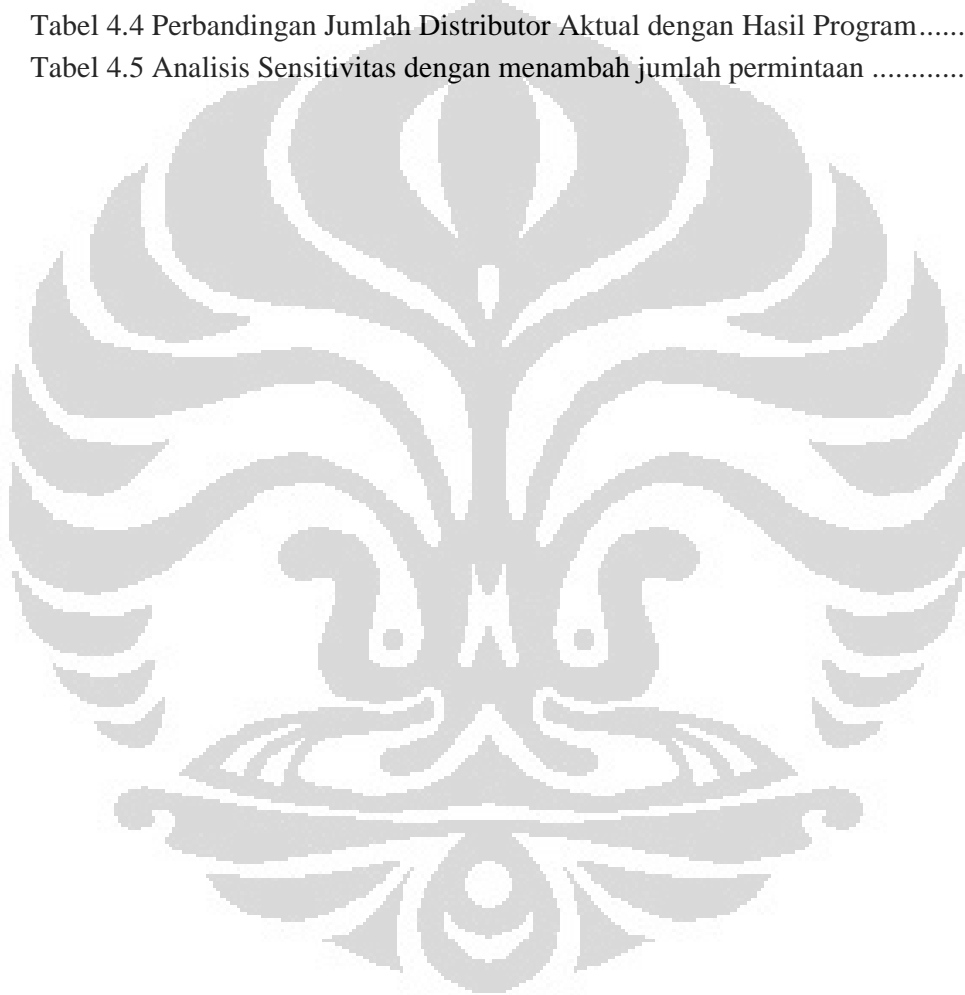 Tabel 4.4 Perbandingan Jumlah Distributor Aktual dengan Hasil Program......
Tabel 4.5 Analisis Sensitivitas dengan menambah jumlah permintaan ............